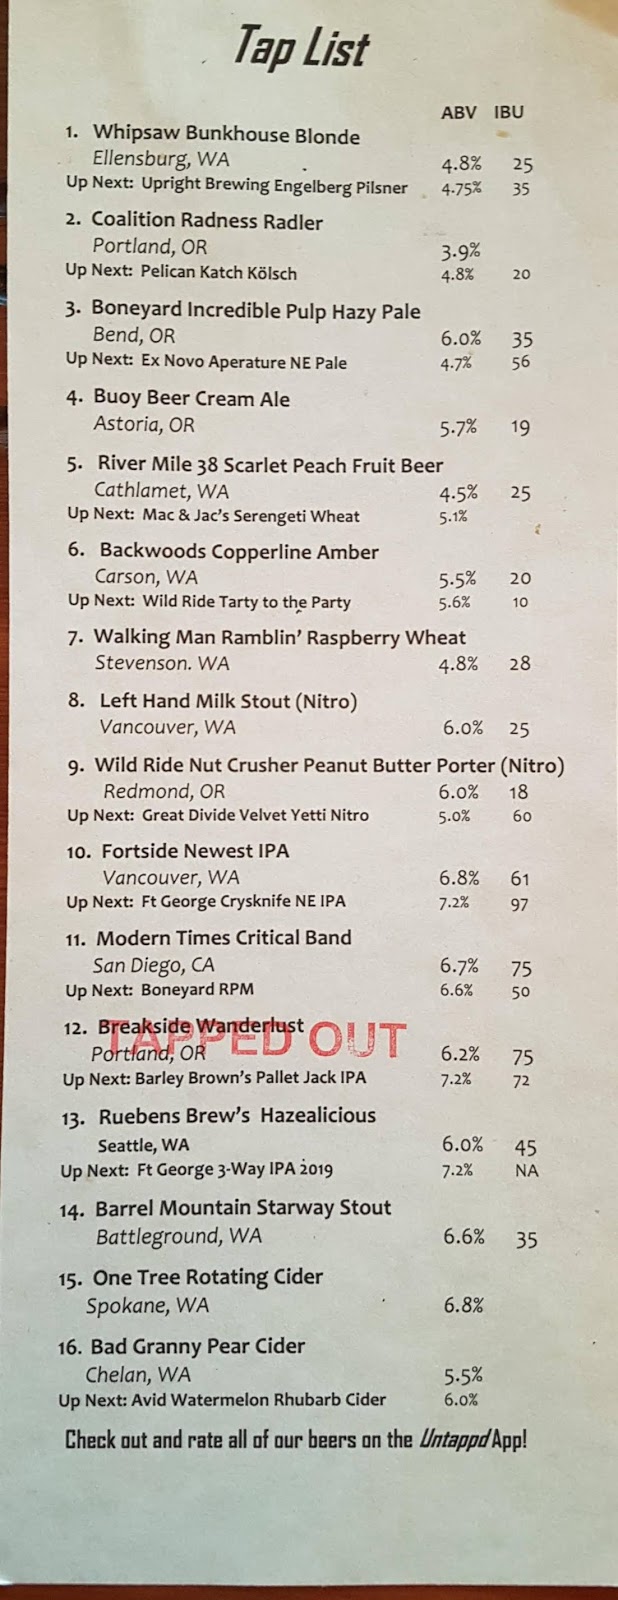 Tap List
ABV IBU
1. Whipsaw Bunkhouse Blonde
Ellensburg, WA 4.8% 25
Up Next: Upright Brewing Engelberg Pilsner 4.75% 35
2. Coalition Radness Radler
Portland, OR 3.9%
Up Next: Pelican Katch Kölsch 4.8% 20
3. Boneyard Incredible Pulp Hazy Pale
Bend, OR 6.0% 35
Up Next: Ex Novo Aperature NE Pale 4.7% 56
4. Buoy Beer Cream Ale
Astoria, OR 5.7% 19
5. River Mile 38 Scarlet Peach Fruit Beer
Cathlamet, WA 4.5% 25
Up Next: Mac & Jac's Serengeti Wheat 5.1%
6. Backwoods Copperline Amber
Carson, WA 5.5% 20
Up Next: Wild Ride Tarty to the Party 5.6% 10
7. Walking Man Ramblin' Raspberry Wheat
Stevenson. WA 4.8% 28
8. Left Hand Milk Stout (Nitro)
Vancouver, WA 6.0% 25
9. Wild Ride Nut Crusher Peanut Butter Porter (Nitro)
Redmond, OR 6.0% 18
Up Next: Great Divide Velvet Yetti Nitro 5.0% 60
10. Fortside Newest IPA
Vancouver, WA 6.8% 61
Up Next: Ft George Crysknife NE IPA 7.2% 97
11. Modern Times Critical Band
San Diego, CA 6.7% 75
Up Next: Boneyard RPM 6.6% 50
12. Breakside Wanderlust
TAPPED OUT
Portland, OR 6.2% 75
Up Next: Barley Brown's Pallet Jack IPA 7.2% 72
13. Ruebens Brew's Hazealicious
Seattle, WA 6.0% 45
Up Next: Ft George 3-Way IPA 2019 7.2% NA
14. Barrel Mountain Starway Stout
Battleground, WA 6.6% 35
15. One Tree Rotating Cider
Spokane, WA 6.8%
16. Bad Granny Pear Cider
Chelan, WA 5.5%
Up Next: Avid Watermelon Rhubarb Cider 6.0%
Check out and rate all of our beers on the Untappd App!